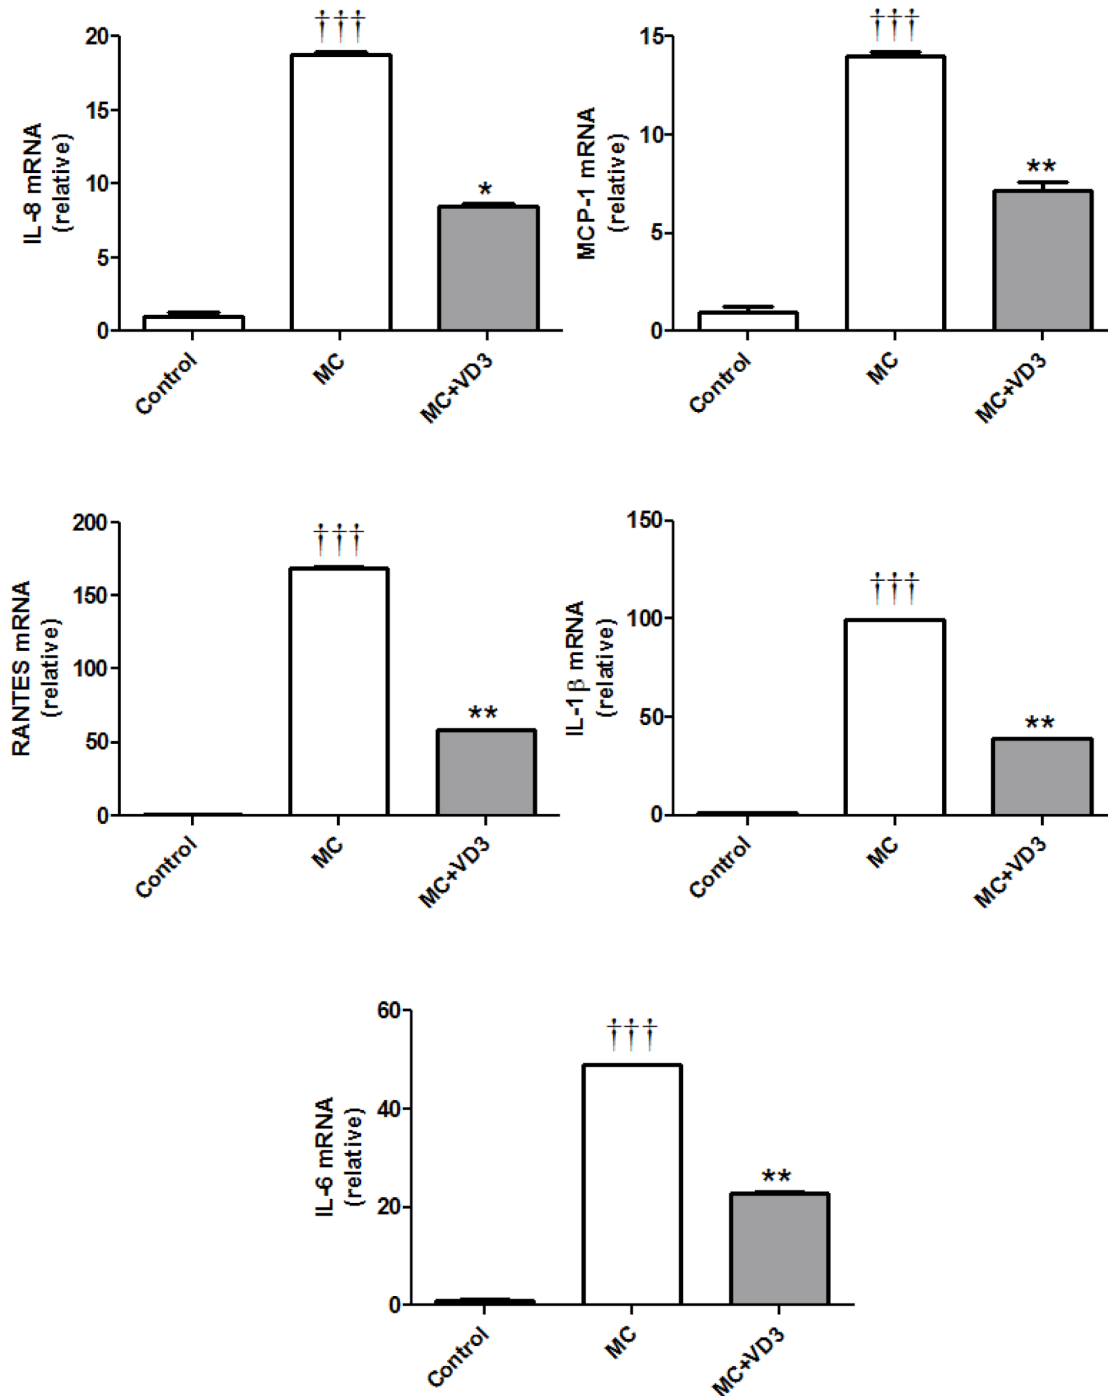 †††
20
15
10
5
0
IL-8 mRNA
(relative)
*
Control
MC
MC+VD3
†††
15
10
5
0
MCP-1 mRNA
(relative)
**
Control
MC
MC+VD3
†††
200
150
100
50
0
RANTES mRNA
(relative)
**
Control
MC
MC+VD3
†††
150
100
50
0
IL-1β mRNA
(relative)
**
Control
MC
MC+VD3
†††
60
40
20
0
IL-6 mRNA
(relative)
**
Control
MC
MC+VD3